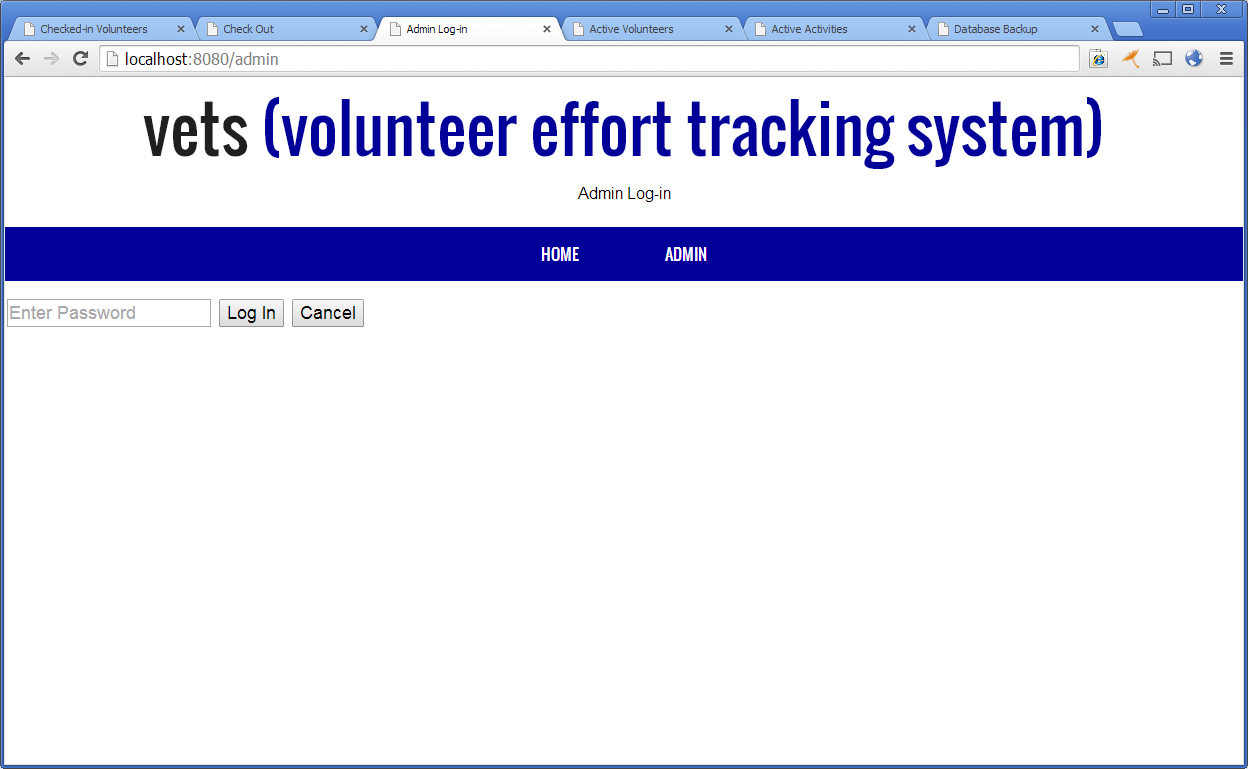 Checked-in Volunteers
Check Out
Admin Log-in
Active Volunteers
Active Activities
Database Backup
localhost:8080/admin
vets (volunteer effort tracking system)
Admin Log-in
HOME
ADMIN
Enter Password
Log In
Cancel